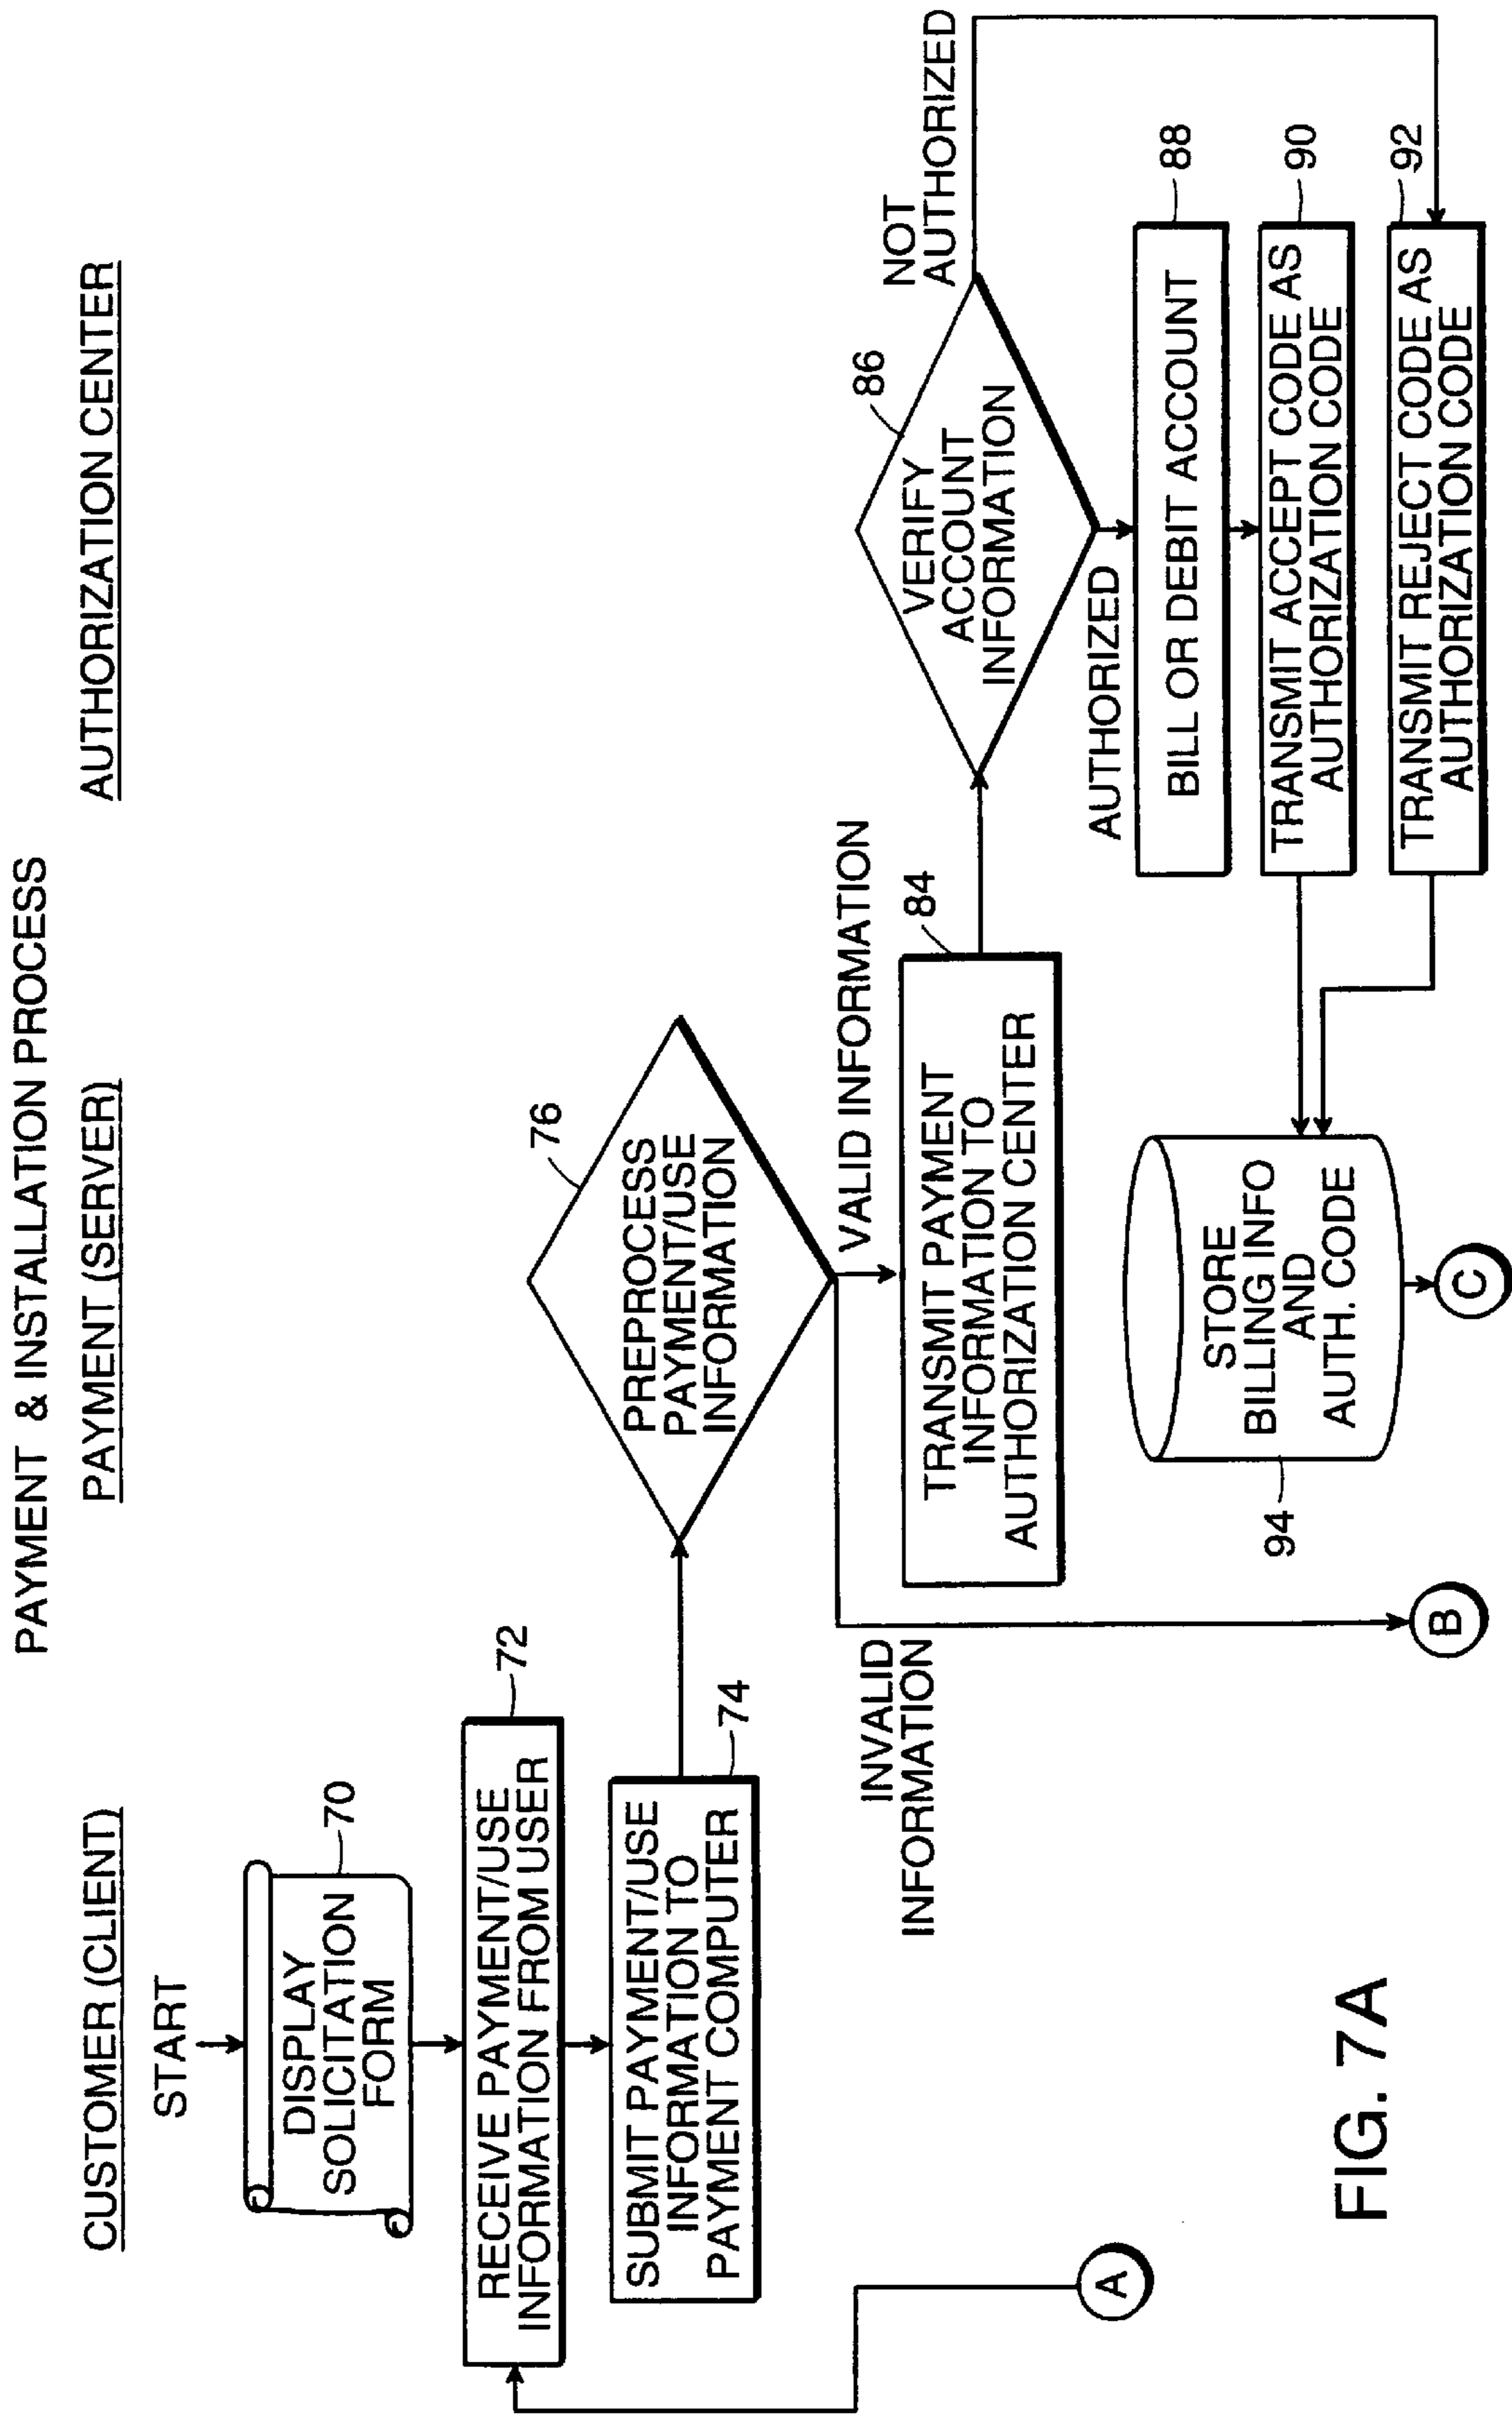 PAYMENT & INSTALLATION PROCESS
CUSTOMER (CLIENT)
PAYMENT (SERVER)
AUTHORIZATION CENTER
START
DISPLAY
SOLICITATION
FORM
70
RECEIVE PAYMENT/USE
INFORMATION FROM USER
72
SUBMIT PAYMENT/USE
INFORMATION TO
PAYMENT COMPUTER
74
A
PREPROCESS
PAYMENT/USE
INFORMATION
76
INVALID
INFORMATION
B
VALID INFORMATION
TRANSMIT PAYMENT
INFORMATION TO
AUTHORIZATION CENTER
84
VERIFY
ACCOUNT
INFORMATION
86
NOT
AUTHORIZED
AUTHORIZED
BILL OR DEBIT ACCOUNT
88
TRANSMIT ACCEPT CODE AS
AUTHORIZATION CODE
90
TRANSMIT REJECT CODE AS
AUTHORIZATION CODE
92
STORE
BILLING INFO
AND
AUTH. CODE
94
C
FIG. 7A